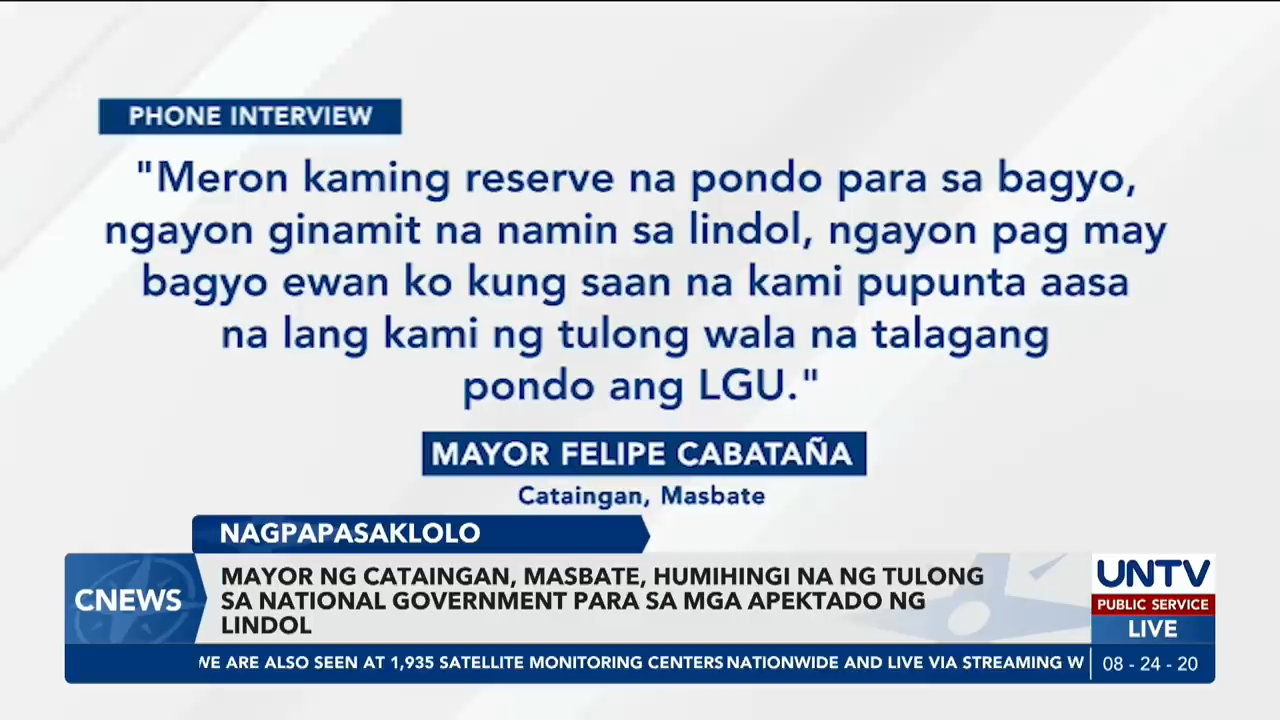 PHONE INTERVIEW
"Meron kaming reserve na pondo para sa bagyo,
ngayon ginamit na namin sa lindol, ngayon pag may
bagyo ewan ko kung saan na kami pupunta aasa
na lang kami ng tulong wala na talagang
pondo ang LGU."
MAYOR FELIPE CABATAÑA
Cataingan, Masbate
NAGPAPASAKLOLO
CNEWS
MAYOR NG CATAINGAN, MASBATE, HUMIHINGI NA NG TULONG
SA NATIONAL GOVERNMENT PARA SA MGA APEKTADO NG
LINDOL
UNTV
PUBLIC SERVICE
LIVE
WE ARE ALSO SEEN AT 1,935 SATELLITE MONITORING CENTERS NATIONWIDE AND LIVE VIA STREAMING W
08 - 24 - 20